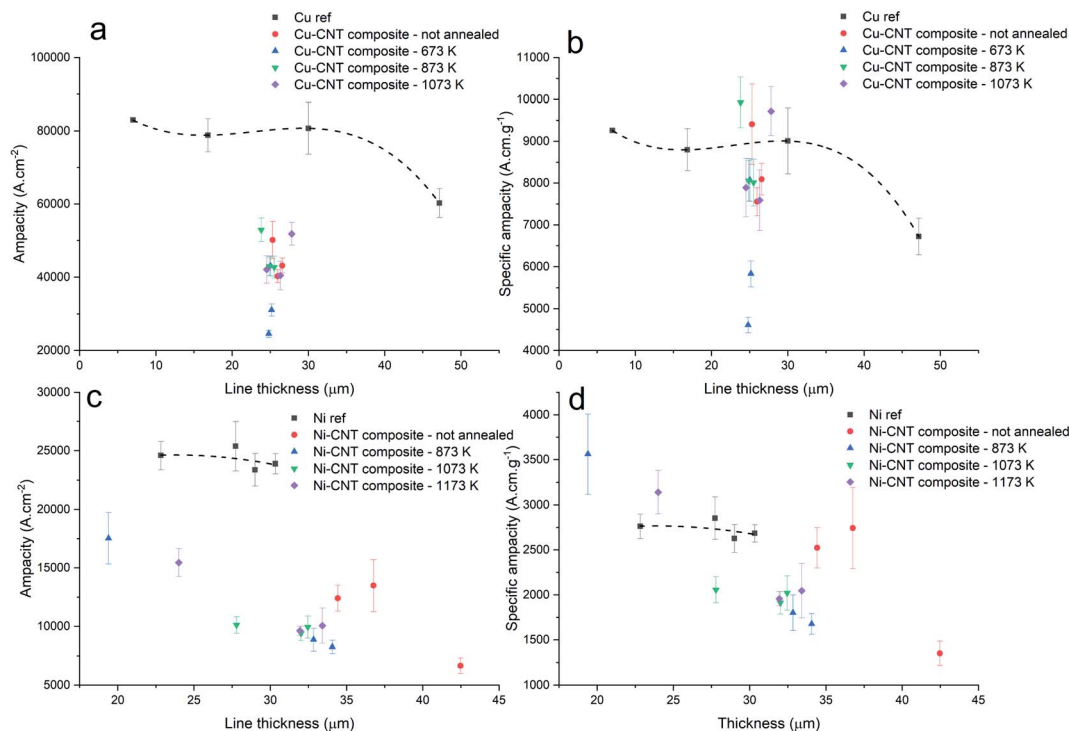 a
Cu ref
Cu-CNT composite - not annealed
Cu-CNT composite - 673 K
Cu-CNT composite - 873 K
Cu-CNT composite - 1073 K
100000
80000
60000
40000
20000
Ampacity (A.cm⁻²)
0
10
20
30
40
50
Line thickness (μm)
b
Cu ref
Cu-CNT composite - not annealed
Cu-CNT composite - 673 K
Cu-CNT composite - 873 K
Cu-CNT composite - 1073 K
11000
10000
9000
8000
7000
6000
5000
4000
Specific ampacity (A.cm.g⁻¹)
0
10
20
30
40
50
Line thickness (μm)
c
Ni ref
Ni-CNT composite - not annealed
Ni-CNT composite - 873 K
Ni-CNT composite - 1073 K
Ni-CNT composite - 1173 K
30000
25000
20000
15000
10000
5000
Ampacity (A.cm⁻²)
20
25
30
35
40
45
Line thickness (μm)
d
Ni ref
Ni-CNT composite - not annealed
Ni-CNT composite - 873 K
Ni-CNT composite - 1073 K
Ni-CNT composite - 1173 K
4000
3500
3000
2500
2000
1500
1000
Specific ampacity (A.cm.g⁻¹)
20
25
30
35
40
45
Thickness (μm)